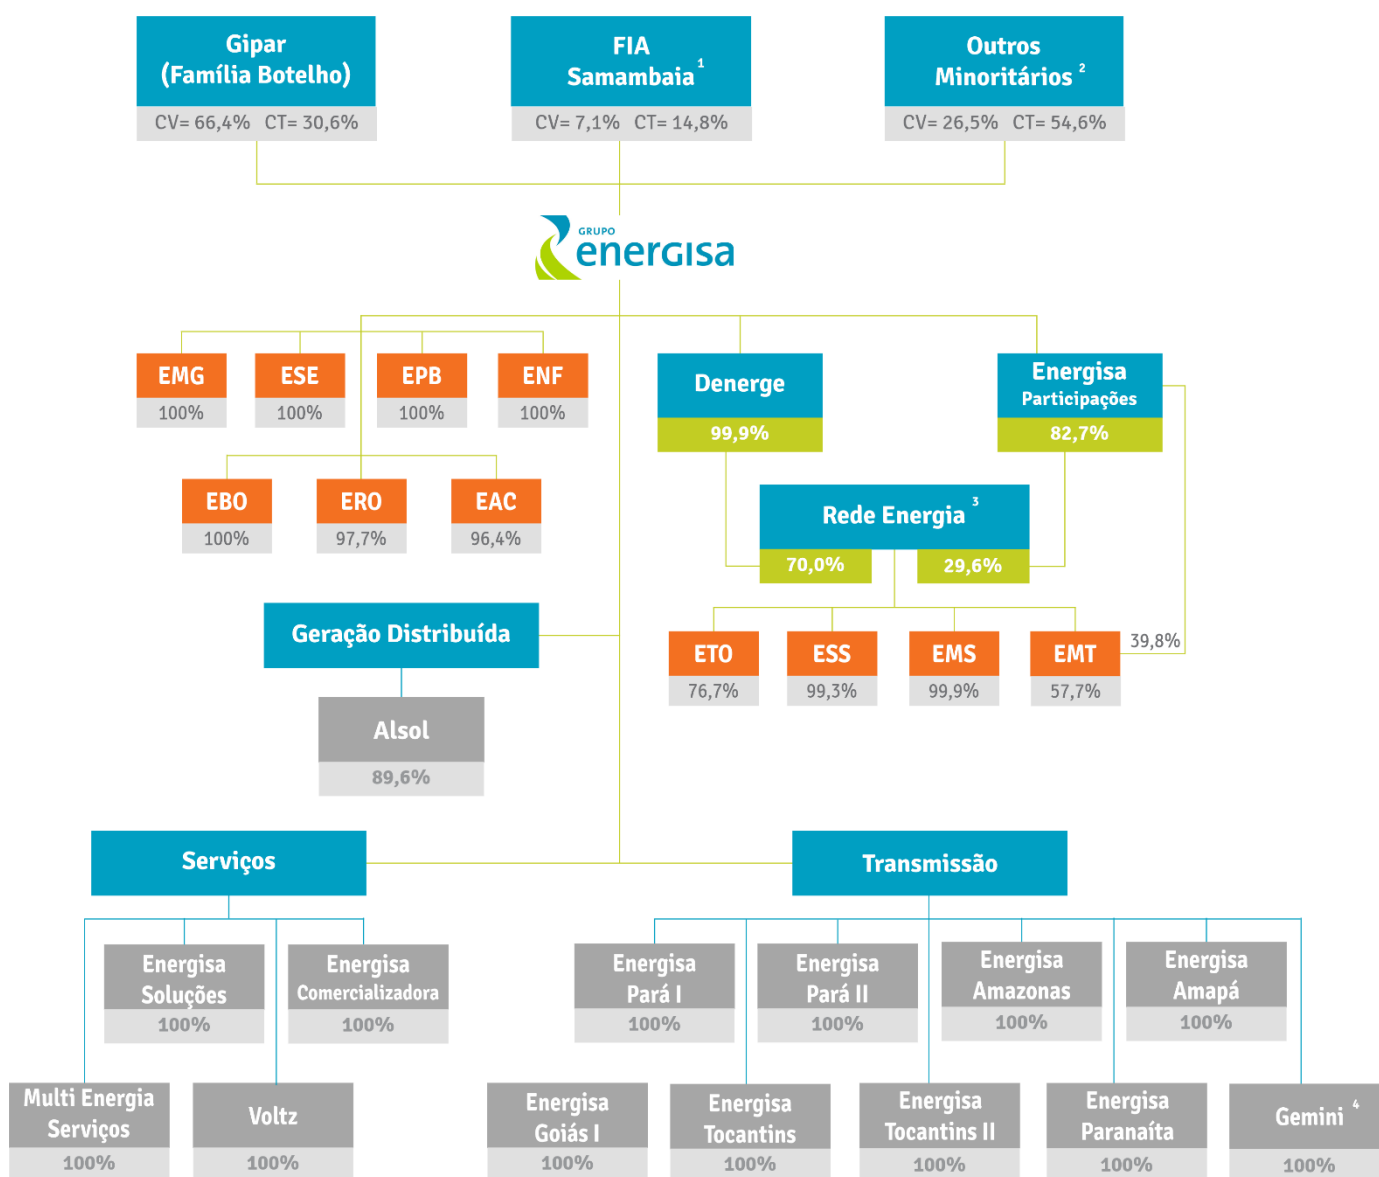 Gipar
(Família Botelho)
CV= 66,4% CT= 30,6%
FIA
Samambaia 1
CV= 7,1% CT= 14,8%
Outros
Minoritários 2
CV= 26,5% CT= 54,6%
GRUPO
energisa
EMG
100%
ESE
100%
EPB
100%
ENF
100%
Denerge
99,9%
Energisa
Participações
82,7%
EBO
100%
ERO
97,7%
EAC
96,4%
Rede Energia 3
70,0%
29,6%
Geração Distribuída
Alsol
89,6%
ETO
76,7%
ESS
99,3%
EMS
99,9%
EMT
57,7%
39,8%
Serviços
Energisa
Soluções
100%
Energisa
Comercializadora
100%
Multi Energia
Serviços
100%
Voltz
100%
Transmissão
Energisa
Pará I
100%
Energisa
Pará II
100%
Energisa
Amazonas
100%
Energisa
Amapá
100%
Energisa
Goiás I
100%
Energisa
Tocantins
100%
Energisa
Tocantins II
100%
Energisa
Paranaíta
100%
Gemini 4
100%